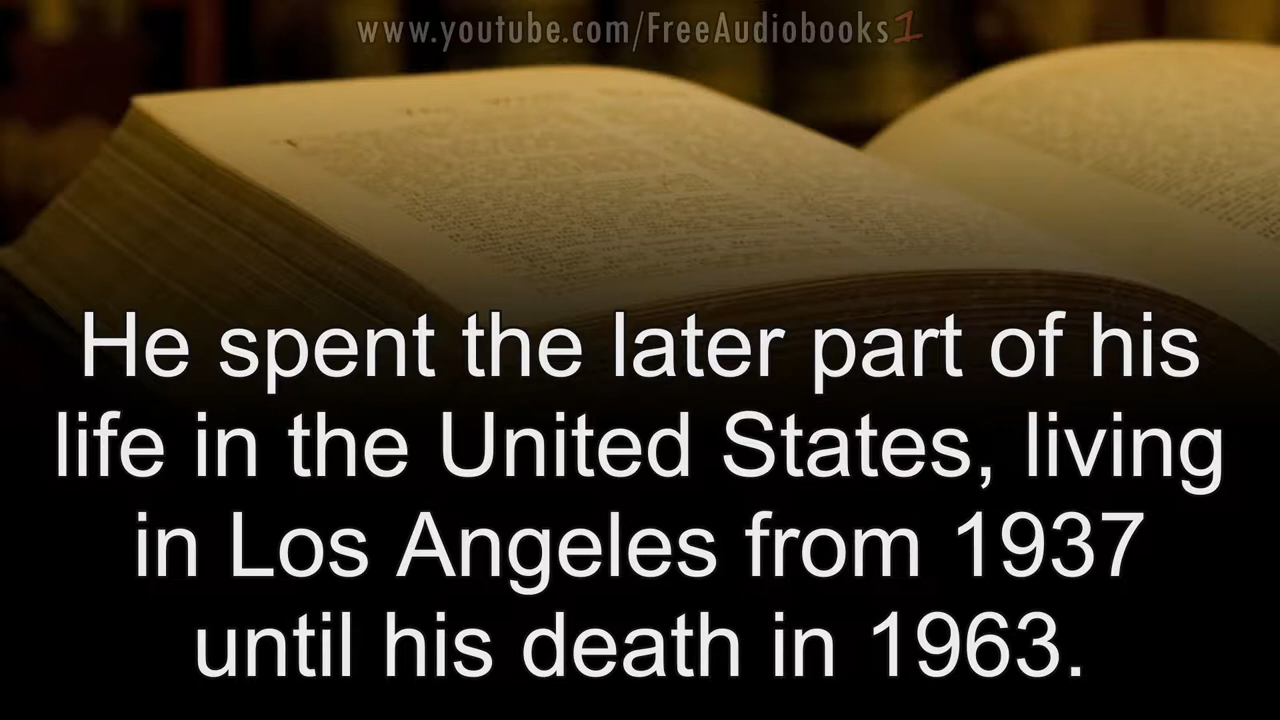 www.youtube.com/FreeAudiobooks1
He spent the later part of his
life in the United States, living
in Los Angeles from 1937
until his death in 1963.